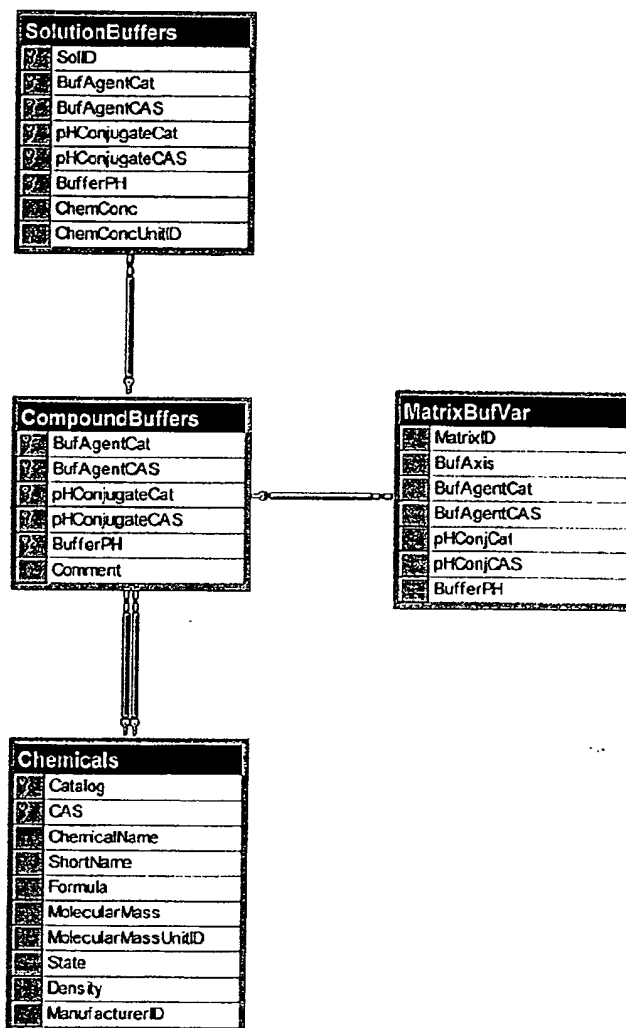 SolutionBuffers
SolID
BufAgentCat
BufAgentCAS
pHConjugateCat
pHConjugateCAS
BufferPH
ChemConc
ChemConcUnitID
CompoundBuffers
BufAgentCat
BufAgentCAS
pHConjugateCat
pHConjugateCAS
BufferPH
Comment
MatrixBufVar
MatrixID
BufAxis
BufAgentCat
BufAgentCAS
pHConjCat
pHConjCAS
BufferPH
Chemicals
Catalog
CAS
ChemicalName
ShortName
Formula
MolecularMass
MolecularMassUnitID
State
Density
ManufacturerID